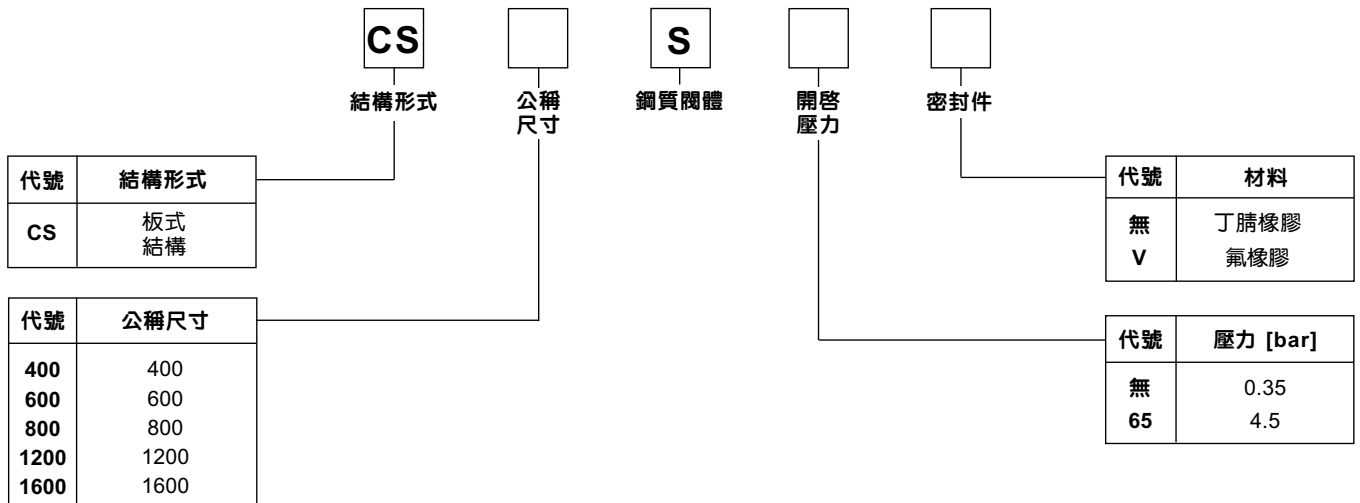 CS S
結構形式 公稱 鋼質閥體 開啓 密封件
尺寸 壓力
代號 結構形式
CS 板式
結構
代號 公稱尺寸
400 400
600 600
800 800
1200 1200
1600 1600
代號 材料
無 丁腈橡膠
V 氟橡膠
代號 壓力 [bar]
無 0.35
65 4.5